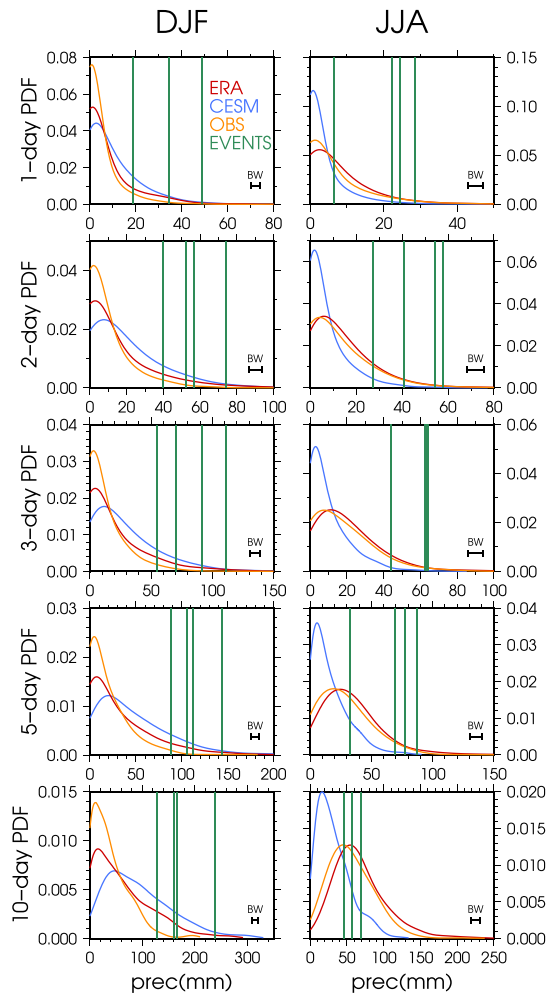 DJF JJA
0.08 0.15
0.06
0.04
0.02
0.00
0.10
0.05
0.00
1-day PDF
ERA
CESM
OBS
EVENTS
BW BW
0 20 40 60 80 0 20 40
0.04
0.02
0.00
0.06
0.04
0.02
0.00
2-day PDF
BW BW
0 20 40 60 80 100 0 20 40 60 80
0.04
0.03
0.02
0.01
0.00
0.06
0.04
0.02
0.00
3-day PDF
BW BW
0 50 100 150 0 20 40 60 80 100
0.03
0.02
0.01
0.00
0.04
0.03
0.02
0.01
0.00
5-day PDF
BW BW
0 50 100 150 200 0 50 100 150
0.015
0.010
0.005
0.000
0.020
0.015
0.010
0.005
0.000
10-day PDF
BW BW
0 100 200 300 0 50 100 150 200 250
prec(mm) prec(mm)